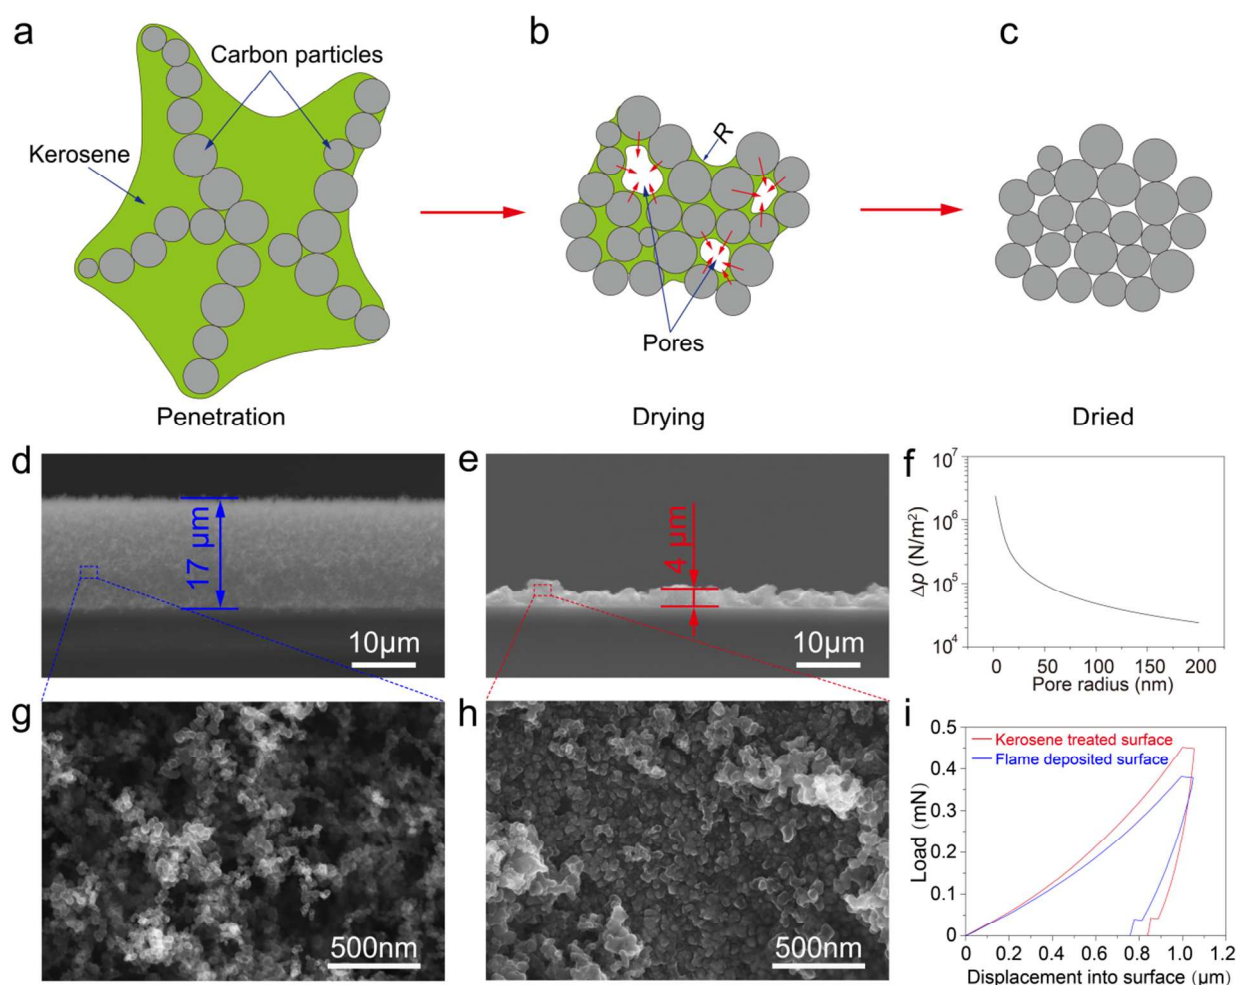 a
b
c
Carbon particles
Kerosene
R
Pores
Penetration
Drying
Dried
d
17 µm
10µm
e
4 µm
10µm
f
10⁷
10⁶
10⁵
10⁴
Δp (N/m²)
0 50 100 150 200
Pore radius (nm)
g
500nm
h
500nm
i
0.5
0.4
0.3
0.2
0.1
0
Load (mN)
Kerosene treated surface
Flame deposited surface
0 0.2 0.4 0.6 0.8 1.0 1.2
Displacement into surface (µm)